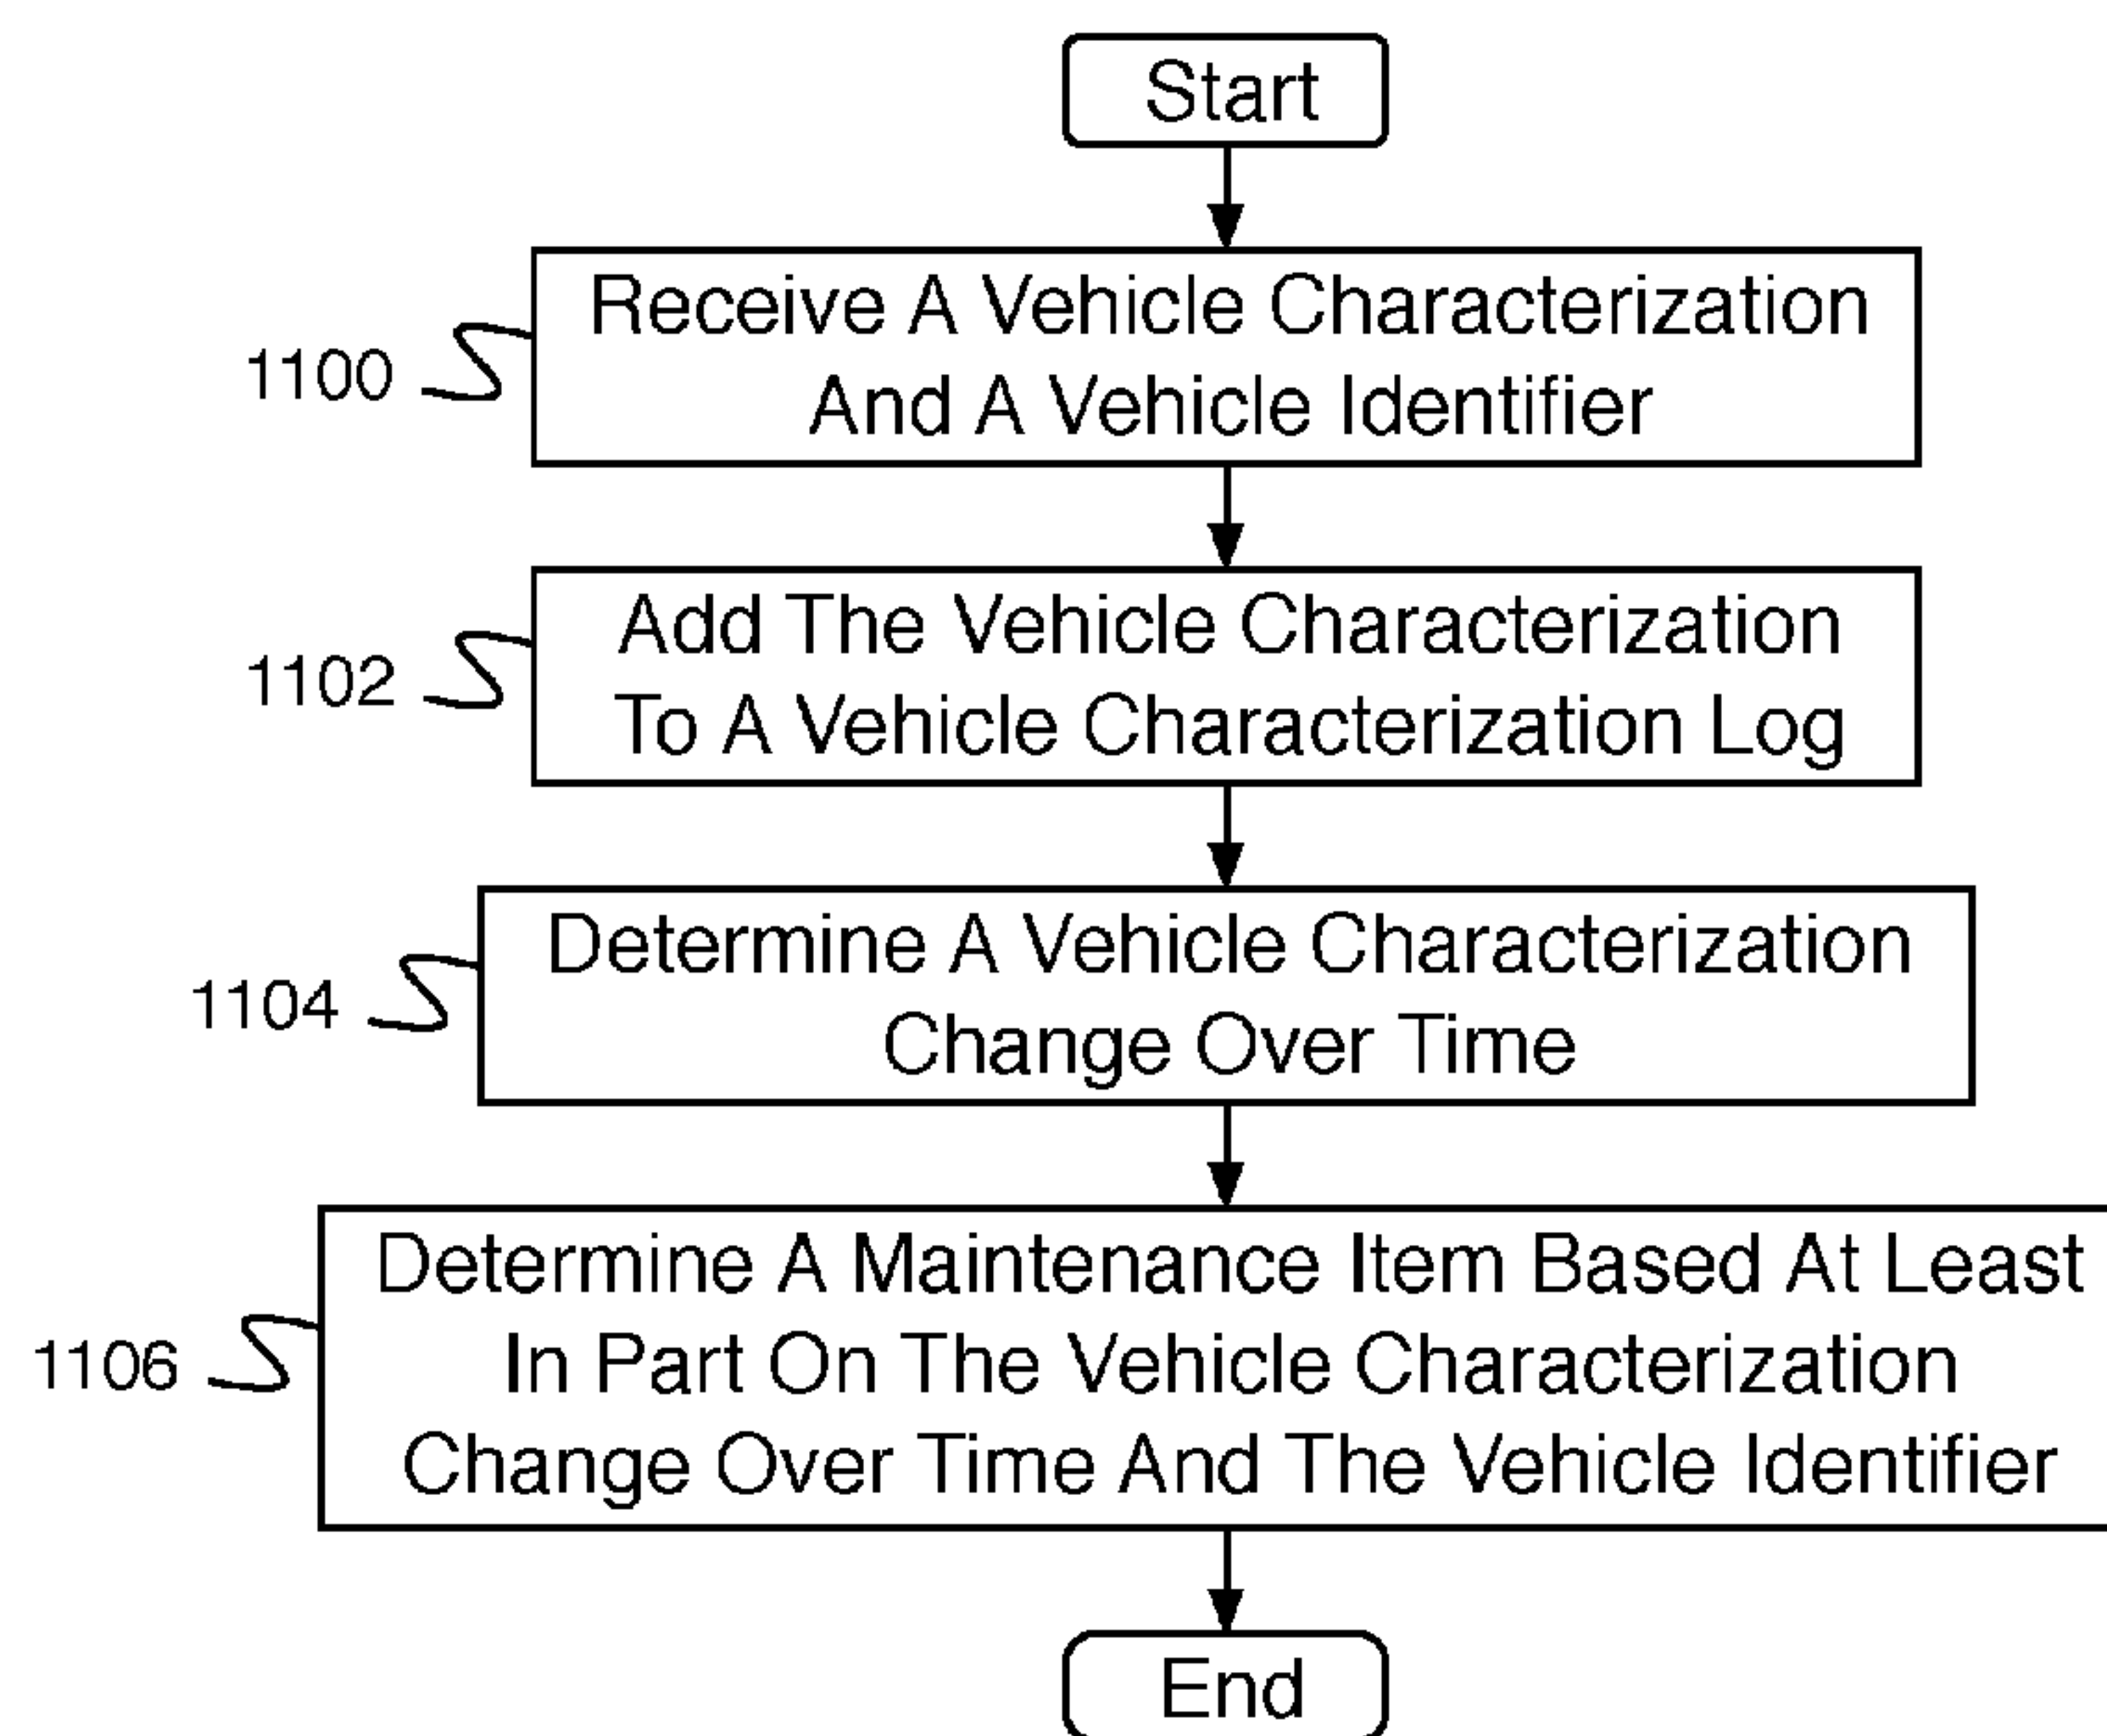 Start
1100
Receive A Vehicle Characterization
And A Vehicle Identifier
1102
Add The Vehicle Characterization
To A Vehicle Characterization Log
1104
Determine A Vehicle Characterization
Change Over Time
1106
Determine A Maintenance Item Based At Least
In Part On The Vehicle Characterization
Change Over Time And The Vehicle Identifier
End